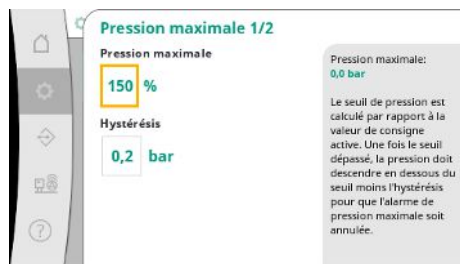 Pression maximale 1/2
Pression maximale
150 %
Hystérésis
0,2 bar
Pression maximale:
0,0 bar
Le seuil de pression est
calculé par rapport à la
valeur de consigne
active. Une fois le seuil
dépassé, la pression doit
descendre en dessous du
seuil moins l'hystérésis
pour que l'alarme de
pression maximale soit
annulée.